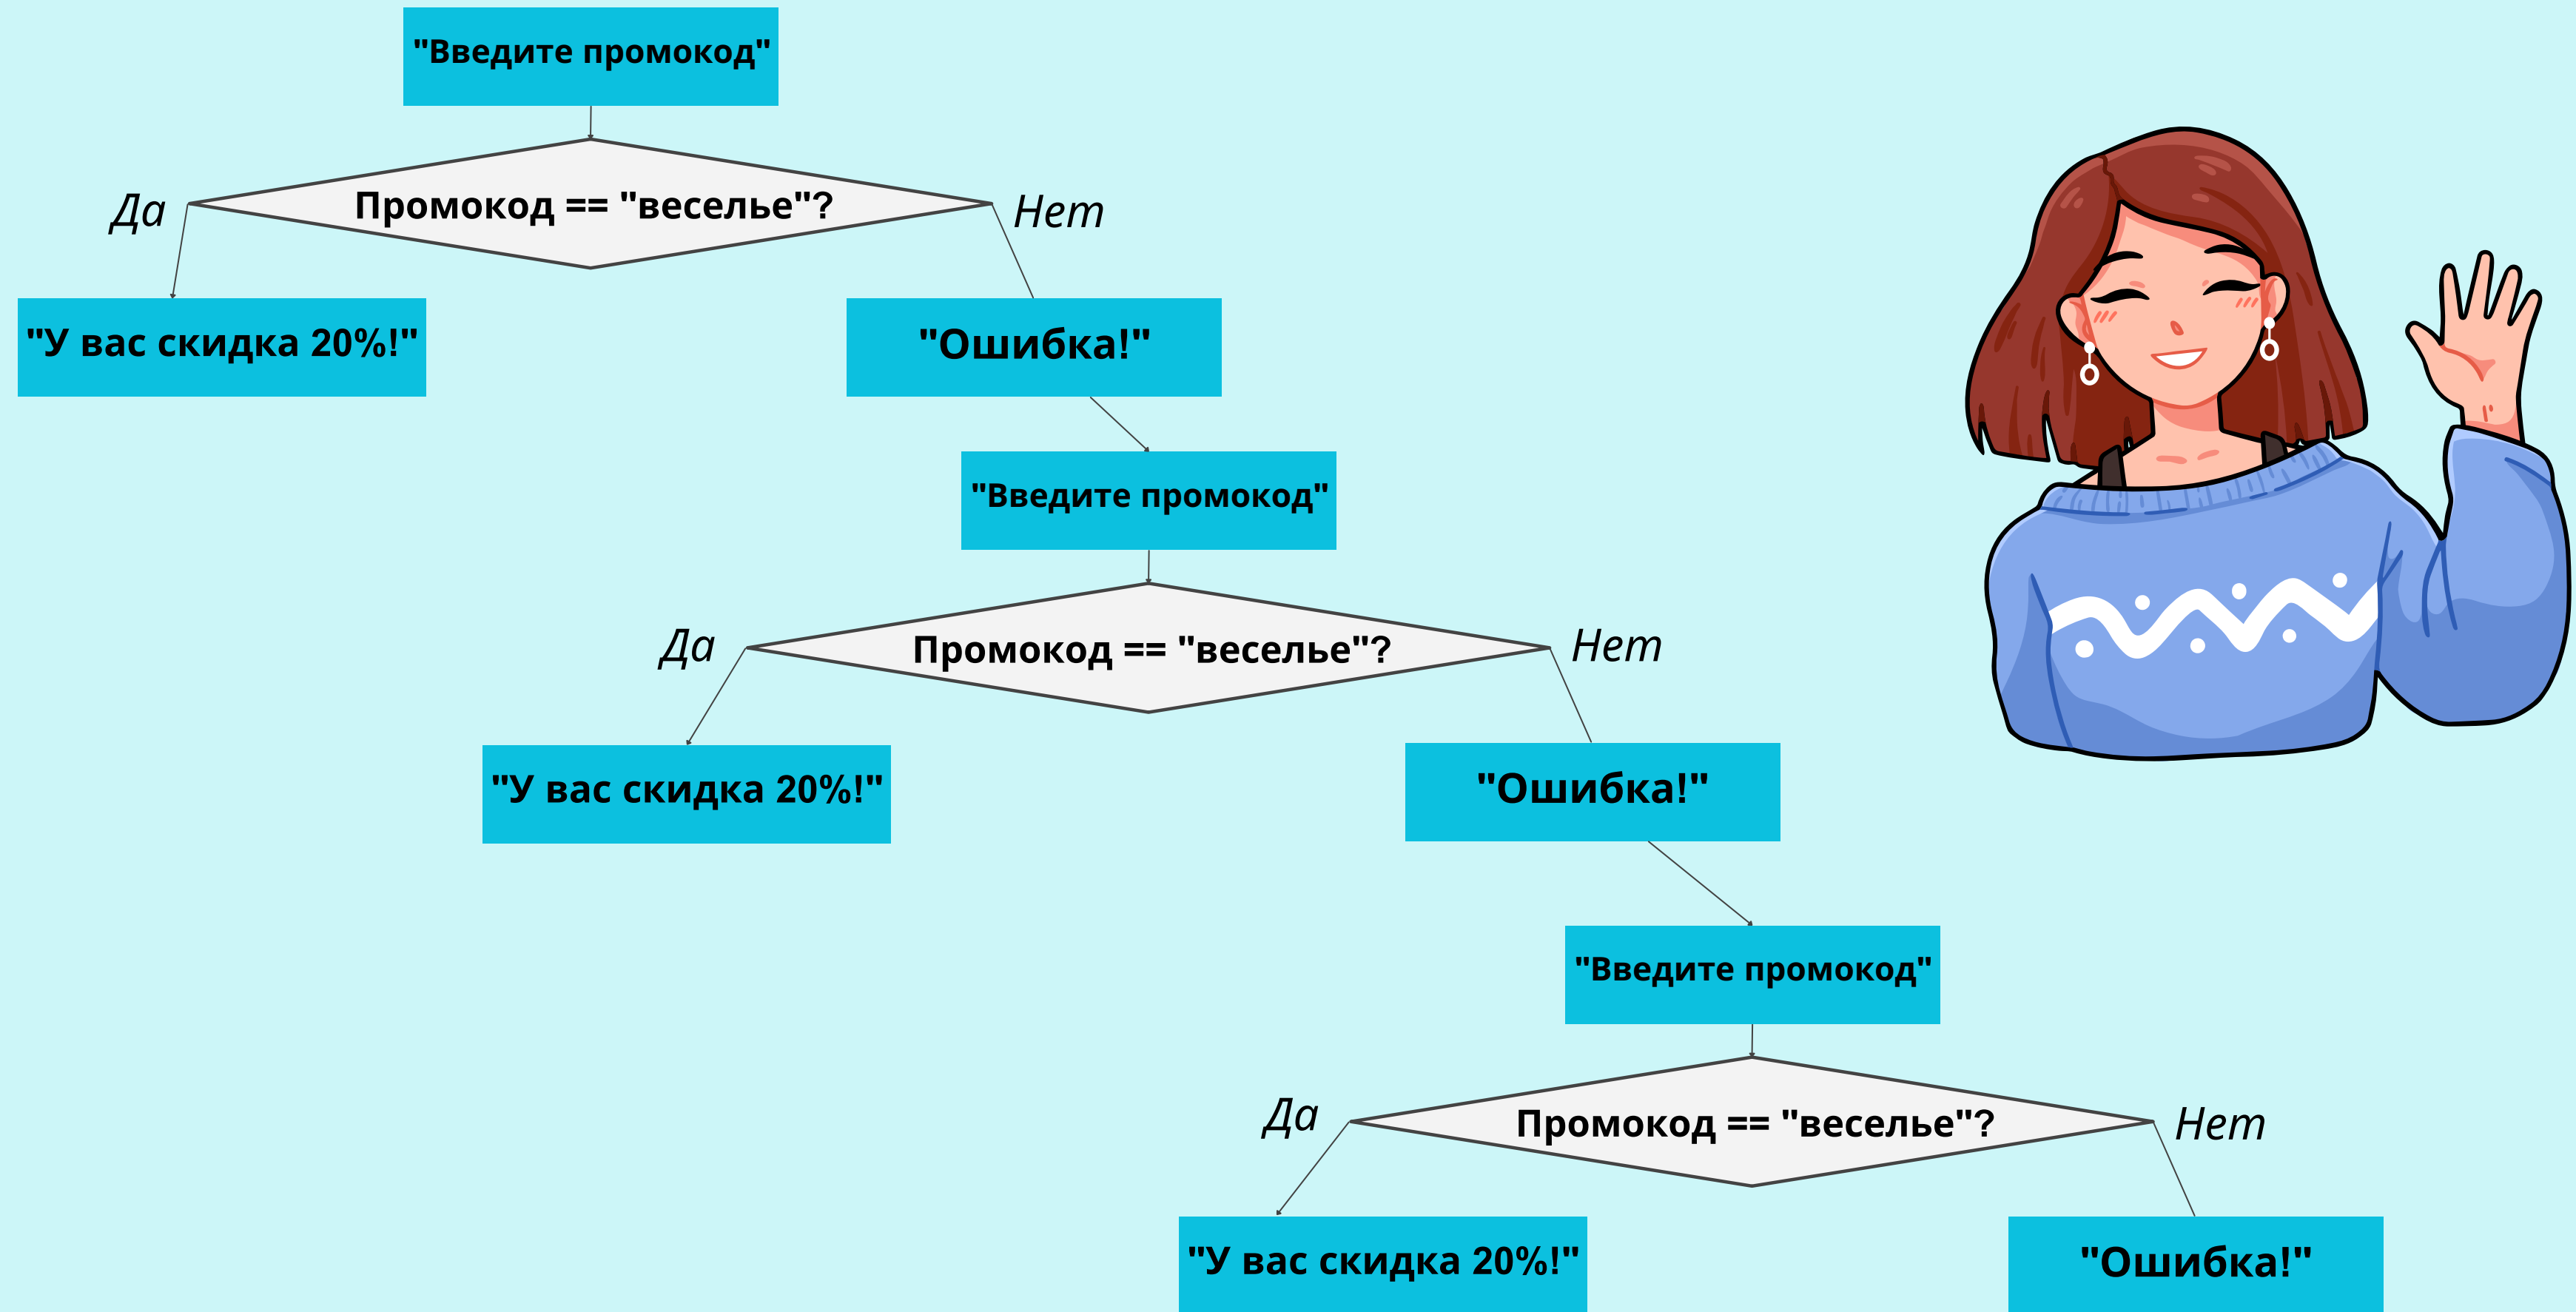 "Введите промокод"
Промокод == "веселье"?
Да
Нет
"У вас скидка 20%!"
"Ошибка!"
"Введите промокод"
Промокод == "веселье"?
Да
Нет
"У вас скидка 20%!"
"Ошибка!"
"Введите промокод"
Промокод == "веселье"?
Да
Нет
"У вас скидка 20%!"
"Ошибка!"